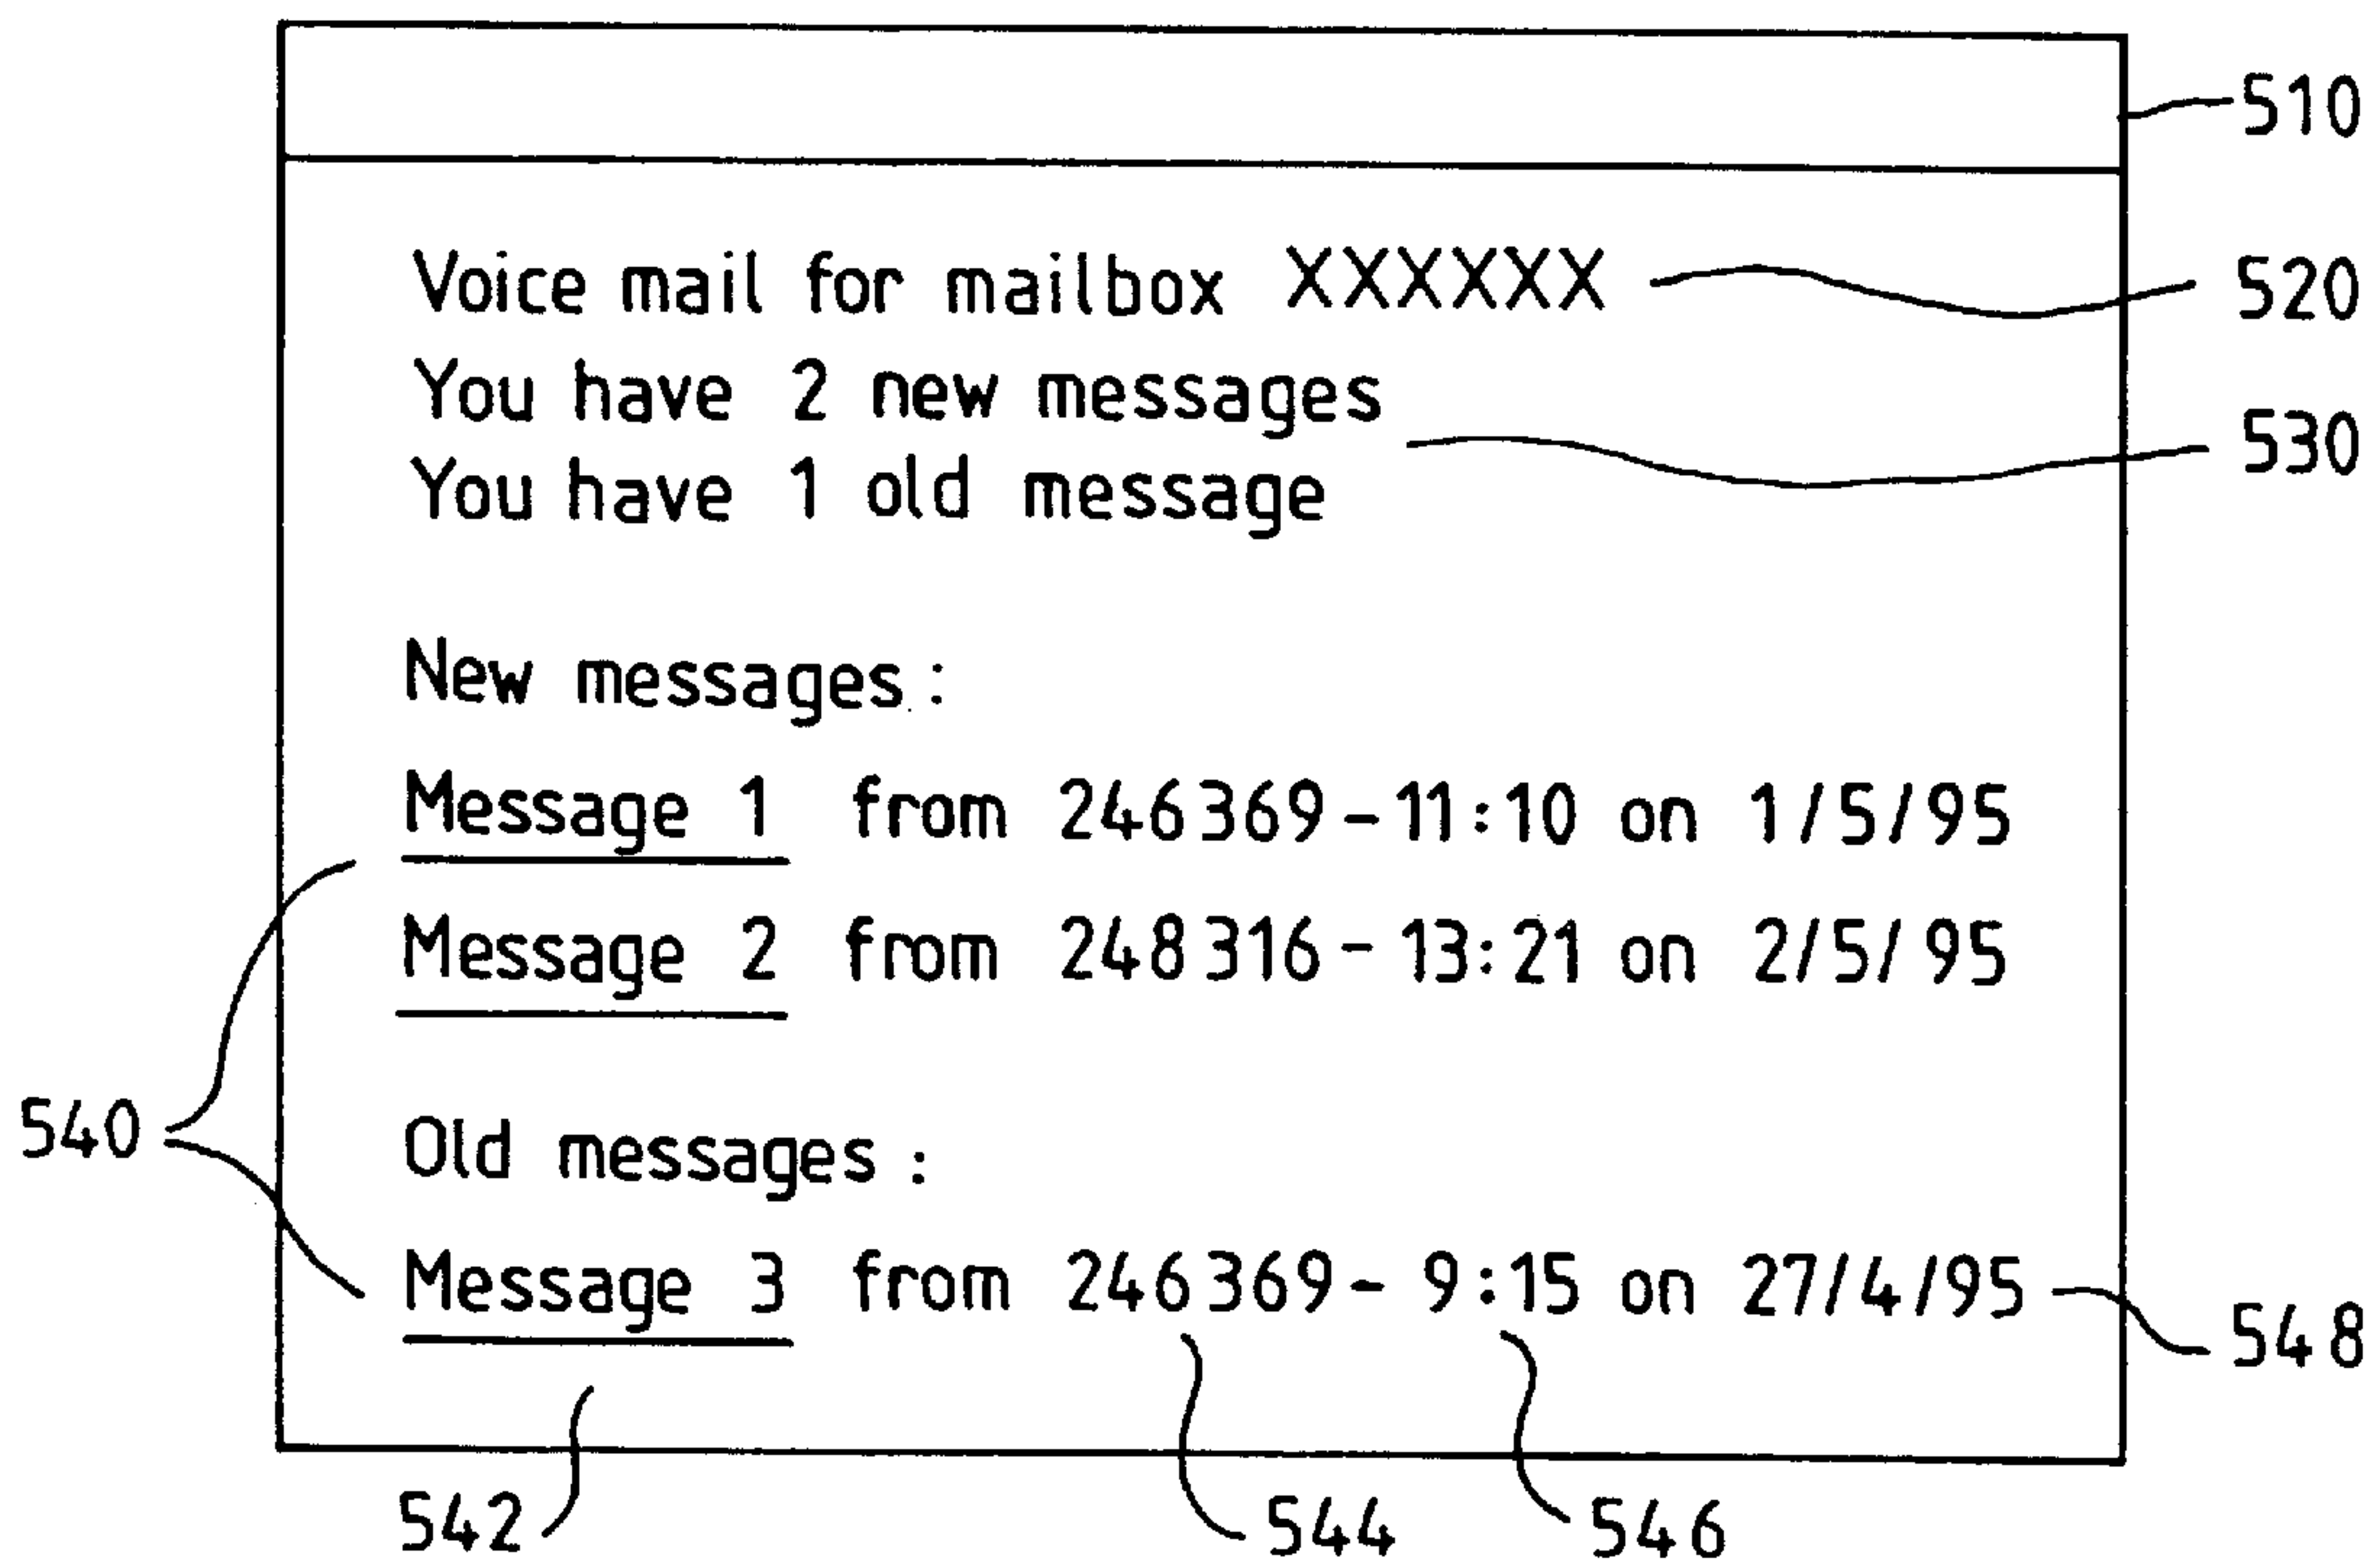 510
Voice mail for mailbox XXXXXX
520
You have 2 new messages
530
You have 1 old message
New messages :
Message 1 from 246369-11:10 on 1/5/95
Message 2 from 248316-13:21 on 2/5/95
540
Old messages :
Message 3 from 246369- 9:15 on 27/4/95
548
542
544
546